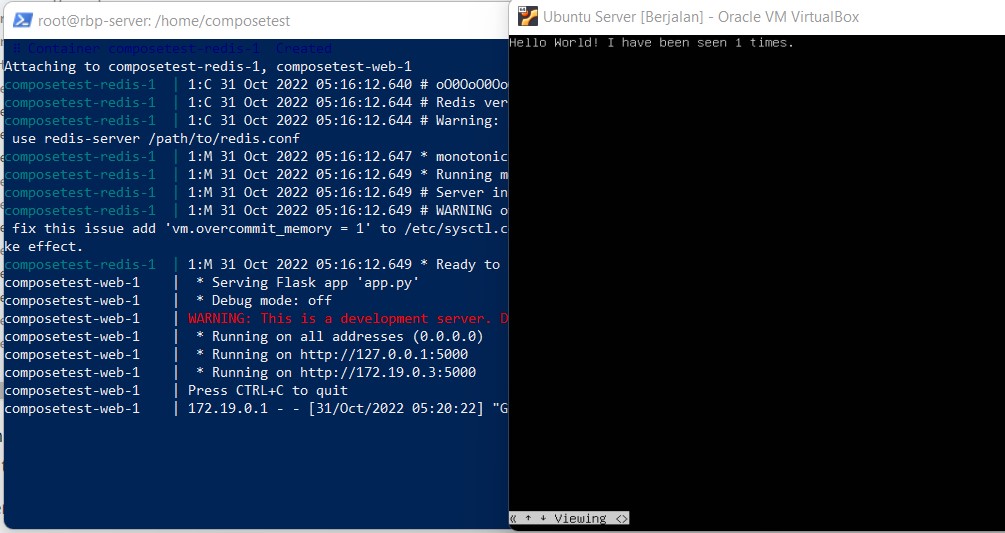 root@rbp-server: /home/composetest
# Container composetest-redis-1 Created
Attaching to composetest-redis-1, composetest-web-1
composetest-redis-1 | 1:C 31 Oct 2022 05:16:12.640 # oO0OoO0Oo
composetest-redis-1 | 1:C 31 Oct 2022 05:16:12.644 # Redis ver
composetest-redis-1 | 1:C 31 Oct 2022 05:16:12.644 # Warning:
use redis-server /path/to/redis.conf
composetest-redis-1 | 1:M 31 Oct 2022 05:16:12.647 * monotonic
composetest-redis-1 | 1:M 31 Oct 2022 05:16:12.649 * Running m
composetest-redis-1 | 1:M 31 Oct 2022 05:16:12.649 # Server in
composetest-redis-1 | 1:M 31 Oct 2022 05:16:12.649 # WARNING o
fix this issue add 'vm.overcommit_memory = 1' to /etc/sysctl.c
ke effect.
composetest-redis-1 | 1:M 31 Oct 2022 05:16:12.649 * Ready to
composetest-web-1 | * Serving Flask app 'app.py'
composetest-web-1 | * Debug mode: off
composetest-web-1 | WARNING: This is a development server. D
composetest-web-1 | * Running on all addresses (0.0.0.0)
composetest-web-1 | * Running on http://127.0.0.1:5000
composetest-web-1 | * Running on http://172.19.0.3:5000
composetest-web-1 | Press CTRL+C to quit
composetest-web-1 | 172.19.0.1 - - [31/Oct/2022 05:20:22] "G
Ubuntu Server [Berjalan] - Oracle VM VirtualBox
Hello World! I have been seen 1 times.
« ↑ ↓ Viewing <>